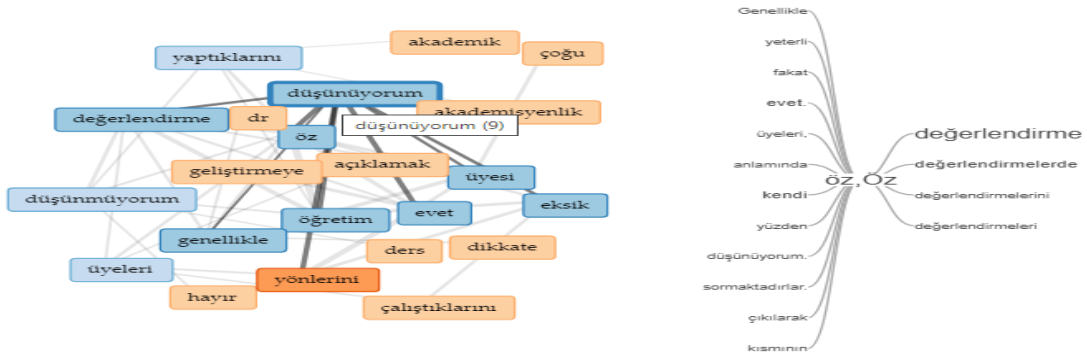 akademik
çoğu
yaptıklarını
düşünüyorum
akademisyenlik
değerlendirme
dr
düşünüyorum (9)
öz
açıklamak
geliştirmeye
üyesi
düşünmüyorum
eksik
öğretim
evet
genellikle
ders
dikkate
üyeleri
yönlerini
hayır
çalıştıklarını
Genellikle
yeterli
fakat
evet.
üyeleri,
anlamında
kendi
yüzden
düşünüyorum.
sormaktadırlar.
çıkılarak
kısmının
öz,Öz
değerlendirme
değerlendirmelerde
değerlendirmelerini
değerlendirmeleri